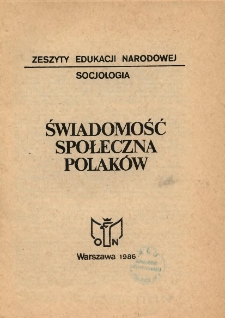 ZESZYTY EDUKACJI NARODOWEJ
SOCJOLOGIA
ŚWIADOMOŚĆ
SPOŁECZNA
POLAKÓW
O N
Warszawa 1986